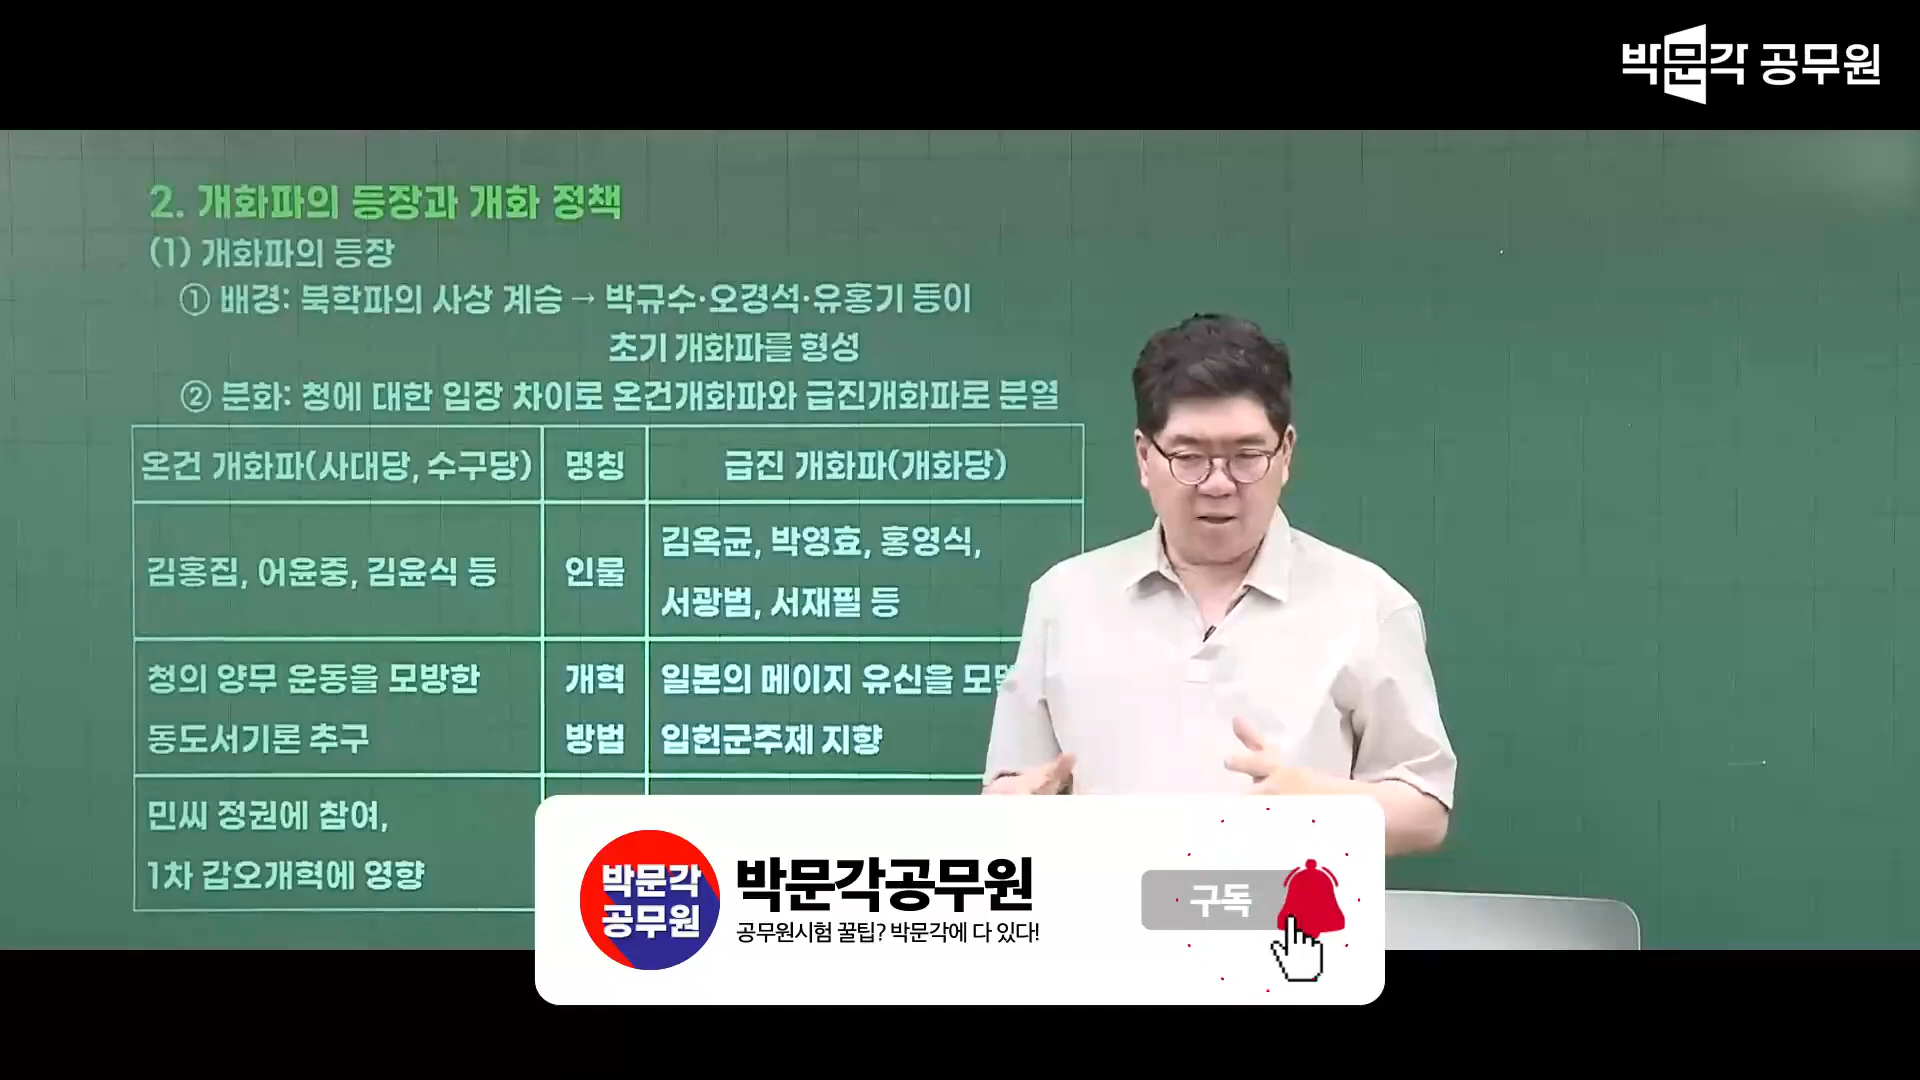 박문각 공무원
2. 개화파의 등장과 개화 정책
(1) 개화파의 등장
① 배경: 북학파의 사상 계승 → 박규수·오경석·유홍기 등이
초기 개화파를 형성
② 분화: 청에 대한 입장 차이로 온건개화파와 급진개화파로 분열
온건 개화파(사대당, 수구당) 명칭 급진 개화파(개화당)
김홍집, 어윤중, 김윤식 등 인물 김옥균, 박영효, 홍영식,
서광범, 서재필 등
청의 양무 운동을 모방한 개혁 일본의 메이지 유신을
동도서기론 추구 방법 입헌군주제 지향
민씨 정권에 참여,
1차 갑오개혁에 영향
박문각
공무원
박문각공무원
공무원시험 꿀팁? 박문각에 다 있다!
구독